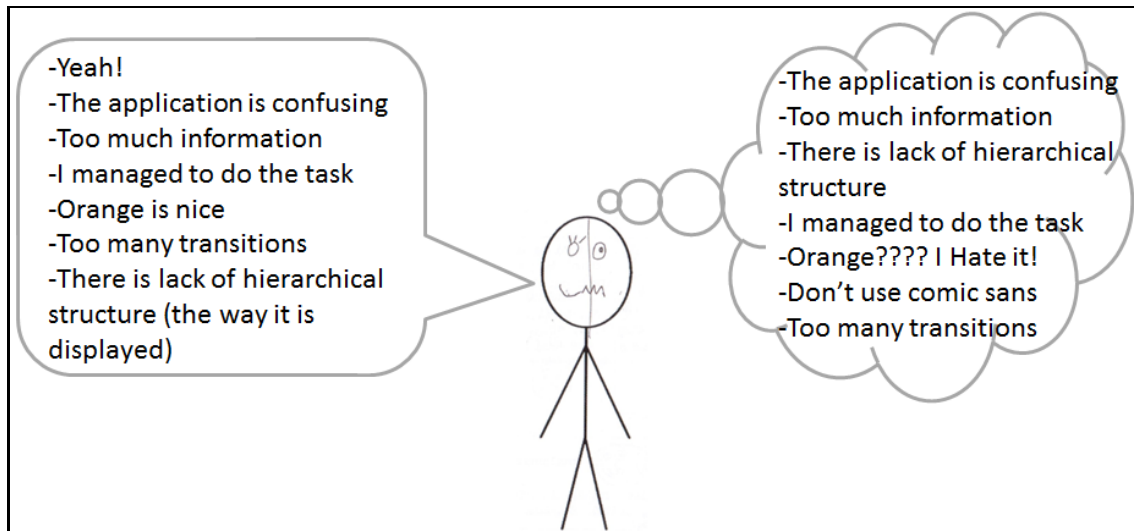 -Yeah!
-The application is confusing
-Too much information
-I managed to do the task
-Orange is nice
-Too many transitions
-There is lack of hierarchical
structure (the way it is
displayed)
-The application is confusing
-Too much information
-There is lack of hierarchical
structure
-I managed to do the task
-Orange???? I Hate it!
-Don't use comic sans
-Too many transitions